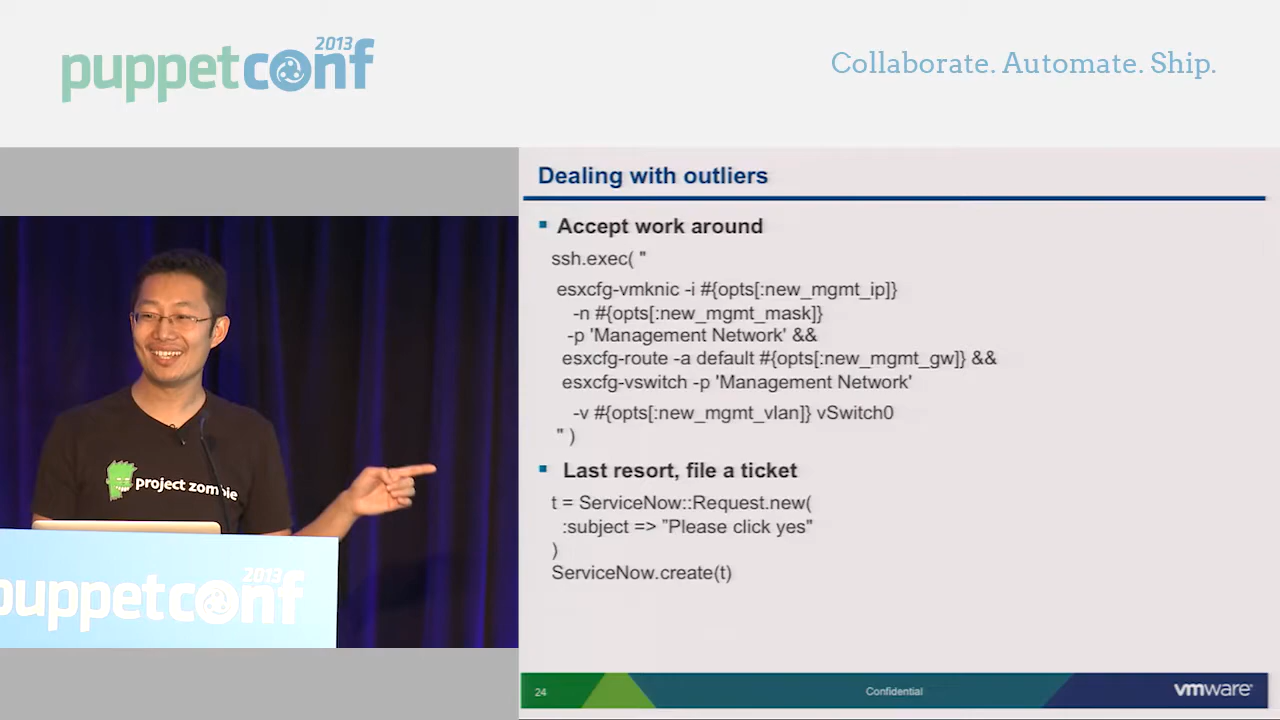 2013
puppetconf
Collaborate. Automate. Ship.
Dealing with outliers
Accept work around
ssh.exec( "
esxcfg-vmknic -i #{opts[:new_mgmt_ip]}
-n #{opts[:new_mgmt_mask]}
-p 'Management Network' &&
esxcfg-route -a default #{opts[:new_mgmt_gw]} &&
esxcfg-vswitch -p 'Management Network'
-v #{opts[:new_mgmt_vlan]} vSwitch0
" )
Last resort, file a ticket
t = ServiceNow::Request.new(
:subject => ”Please click yes"
)
ServiceNow.create(t)
24
Confidential
vmware®
project zombie
2013
puppetconf